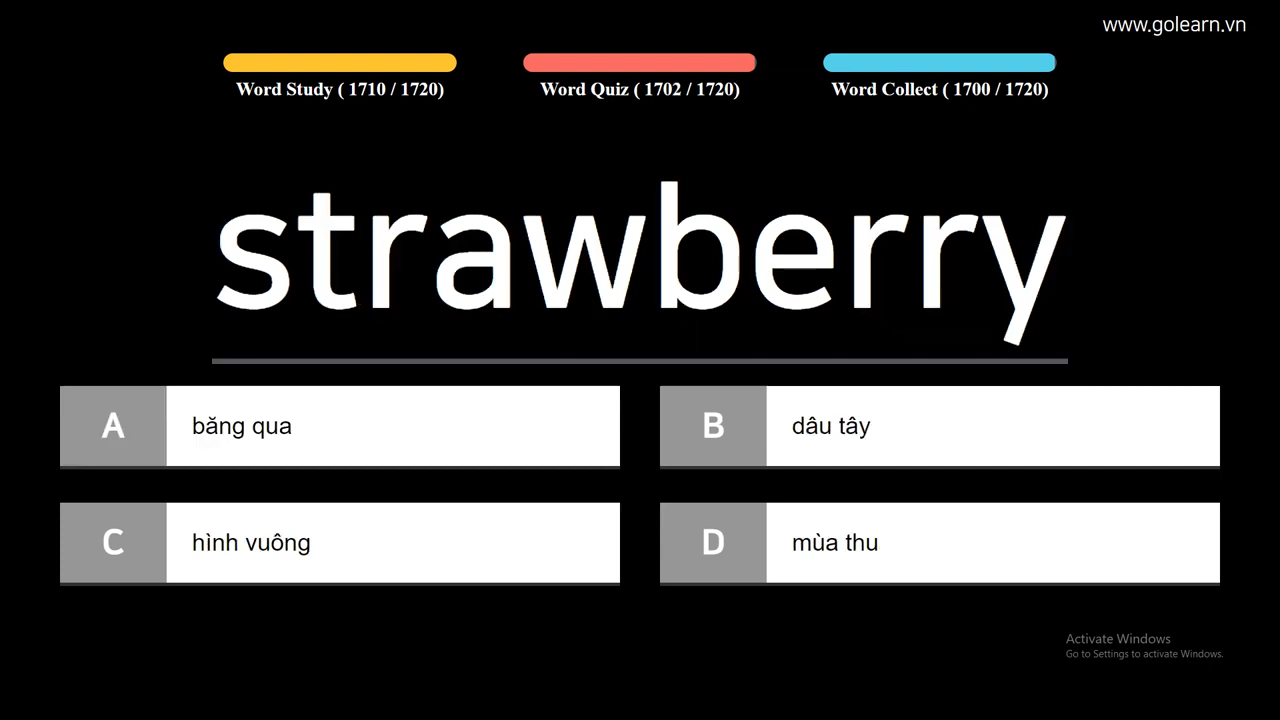 www.golearn.vn
Word Study ( 1710 / 1720) Word Quiz ( 1702 / 1720) Word Collect ( 1700 / 1720)
strawberry
A băng qua
B dâu tây
C hình vuông
D mùa thu
Activate Windows
Go to Settings to activate Windows.